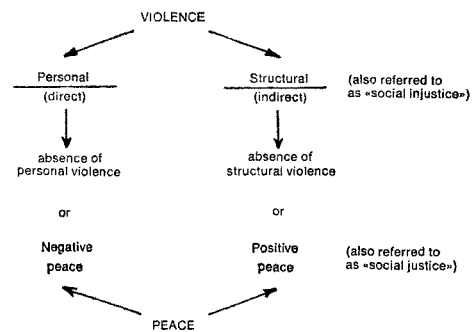 VIOLENCE
Personal
(direct)
Structural
(indirect)
(also referred to
as «social injustice»)
absence of
personal violence
absence of
structural violence
or
or
Negative
peace
Positive
peace
(also referred to
as «social justice»)
PEACE